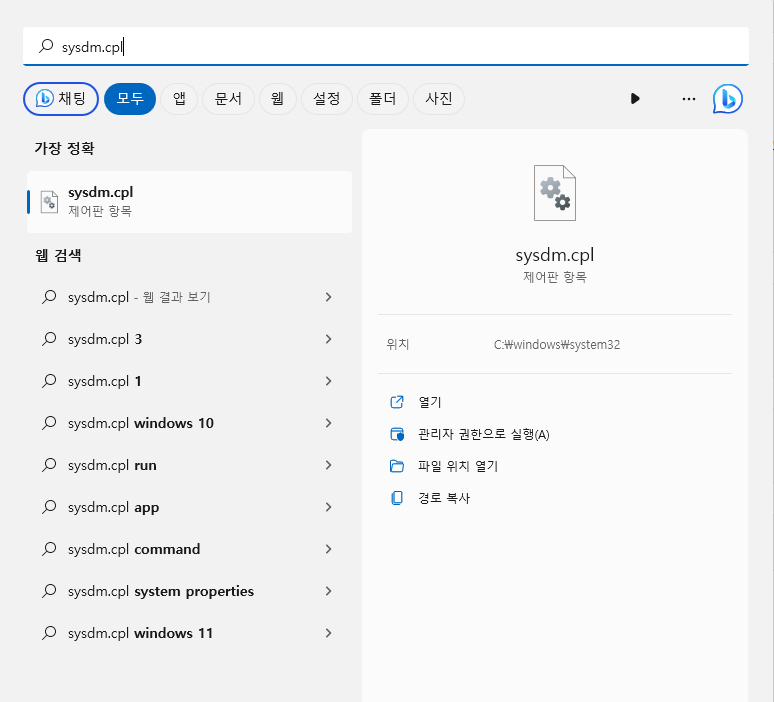 sysdm.cpl
채팅
모두
앱
문서
웹
설정
폴더
사진
가장 정확
sysdm.cpl
제어판 항목
웹 검색
sysdm.cpl - 웹 결과 보기
sysdm.cpl 3
sysdm.cpl 1
sysdm.cpl windows 10
sysdm.cpl run
sysdm.cpl app
sysdm.cpl command
sysdm.cpl system properties
sysdm.cpl windows 11
sysdm.cpl
제어판 항목
위치 C:₩windows₩system32
열기
관리자 권한으로 실행(A)
파일 위치 열기
경로 복사